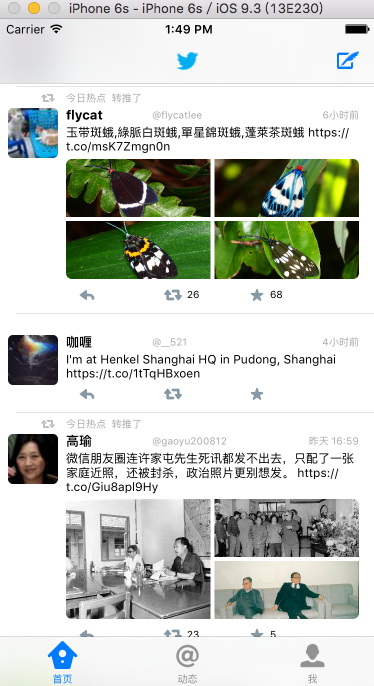 iPhone 6s - iPhone 6s / iOS 9.3 (13E230)
Carrier 1:49 PM
今日热点 转推了
flycat @flycatlee 6小时前
玉带斑蛾,綠脈白斑蛾,單星錦斑蛾,蓬萊茶斑蛾 https://
t.co/msK7Zmgn0n
26 68
咖喱 @__521 4小时前
I'm at Henkel Shanghai HQ in Pudong, Shanghai
https://t.co/1tTqHBxoen
今日热点 转推了
高瑜 @gaoyu200812 昨天 16:59
微信朋友圈连许家屯先生死讯都发不出去，只配了一张
家庭近照，还被封杀，政治照片更别想发。 https://
t.co/Giu8apI9Hy
23 5
首页 动态 我